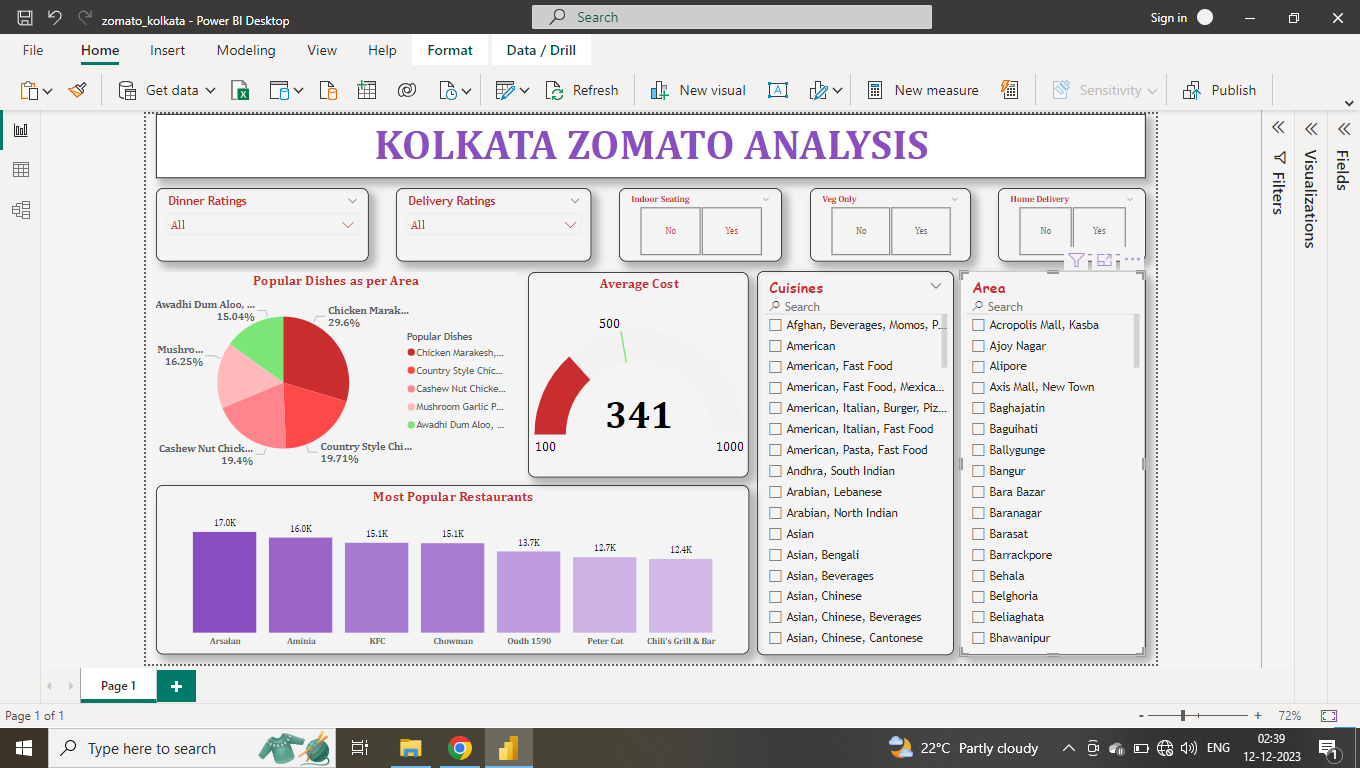 zomato_kolkata - Power BI Desktop
Search
Sign in
File
Home
Insert
Modeling
View
Help
Format
Data / Drill
Get data
Refresh
New visual
New measure
Sensitivity
Publish
KOLKATA ZOMATO ANALYSIS
Dinner Ratings
All
Delivery Ratings
All
Indoor Seating
No
Yes
Veg Only
No
Yes
Home Delivery
No
Yes
Popular Dishes as per Area
Awadhi Dum Aloo, ...
15.04%
Chicken Marak...
29.6%
Mushro...
16.25%
Cashew Nut Chick...
19.4%
Country Style Chi...
19.71%
Popular Dishes
Chicken Marakesh,...
Country Style Chic...
Cashew Nut Chicke...
Mushroom Garlic P...
Awadhi Dum Aloo, ...
Average Cost
500
341
100
1000
Most Popular Restaurants
17.0K
16.0K
15.1K
15.1K
13.7K
12.7K
12.4K
Arsalan
Aminia
KFC
Chowman
Oudh 1590
Peter Cat
Chili's Grill & Bar
Cuisines
Search
Afghan, Beverages, Momos, P...
American
American, Fast Food
American, Fast Food, Mexica...
American, Italian, Burger, Piz...
American, Italian, Fast Food
American, Pasta, Fast Food
Andhra, South Indian
Arabian, Lebanese
Arabian, North Indian
Asian
Asian, Bengali
Asian, Beverages
Asian, Chinese
Asian, Chinese, Beverages
Asian, Chinese, Cantonese
Area
Search
Acropolis Mall, Kasba
Ajoy Nagar
Alipore
Axis Mall, New Town
Baghajatin
Baguihati
Ballygunge
Bangur
Bara Bazar
Baranagar
Barasat
Barrackpore
Behala
Belghoria
Beliaghata
Bhawanipur
Filters
Visualizations
Fields
Page 1
Page 1 of 1
72%
Type here to search
22°C Partly cloudy
ENG
02:39
12-12-2023
1